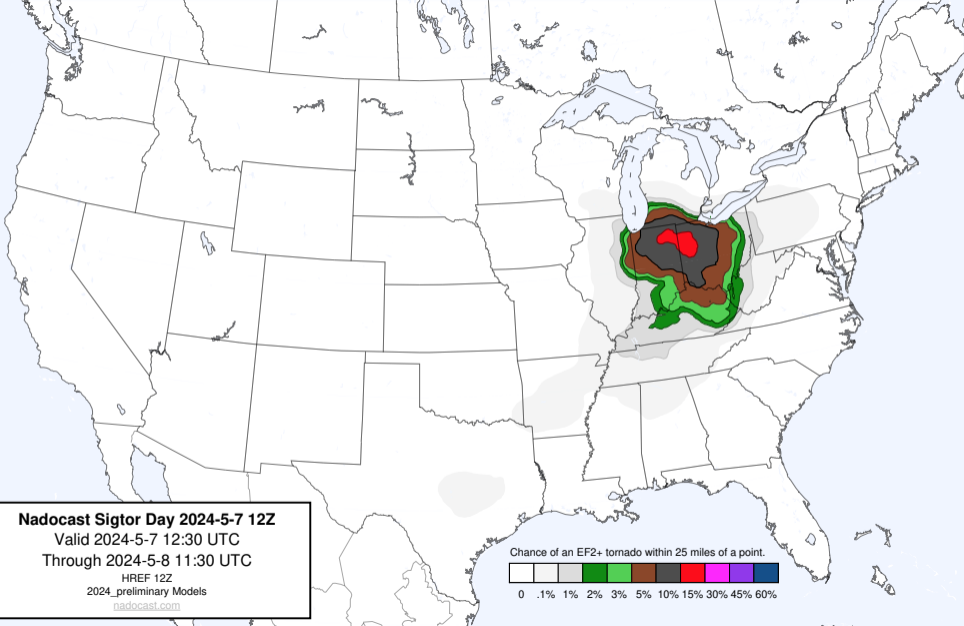 Nadocast Sigtor Day 2024-5-7 12Z
Valid 2024-5-7 12:30 UTC
Through 2024-5-8 11:30 UTC
HREF 12Z
2024_preliminary Models
nadocast.com
Chance of an EF2+ tornado within 25 miles of a point.
0 .1% 1% 2% 3% 5% 10% 15% 30% 45% 60%